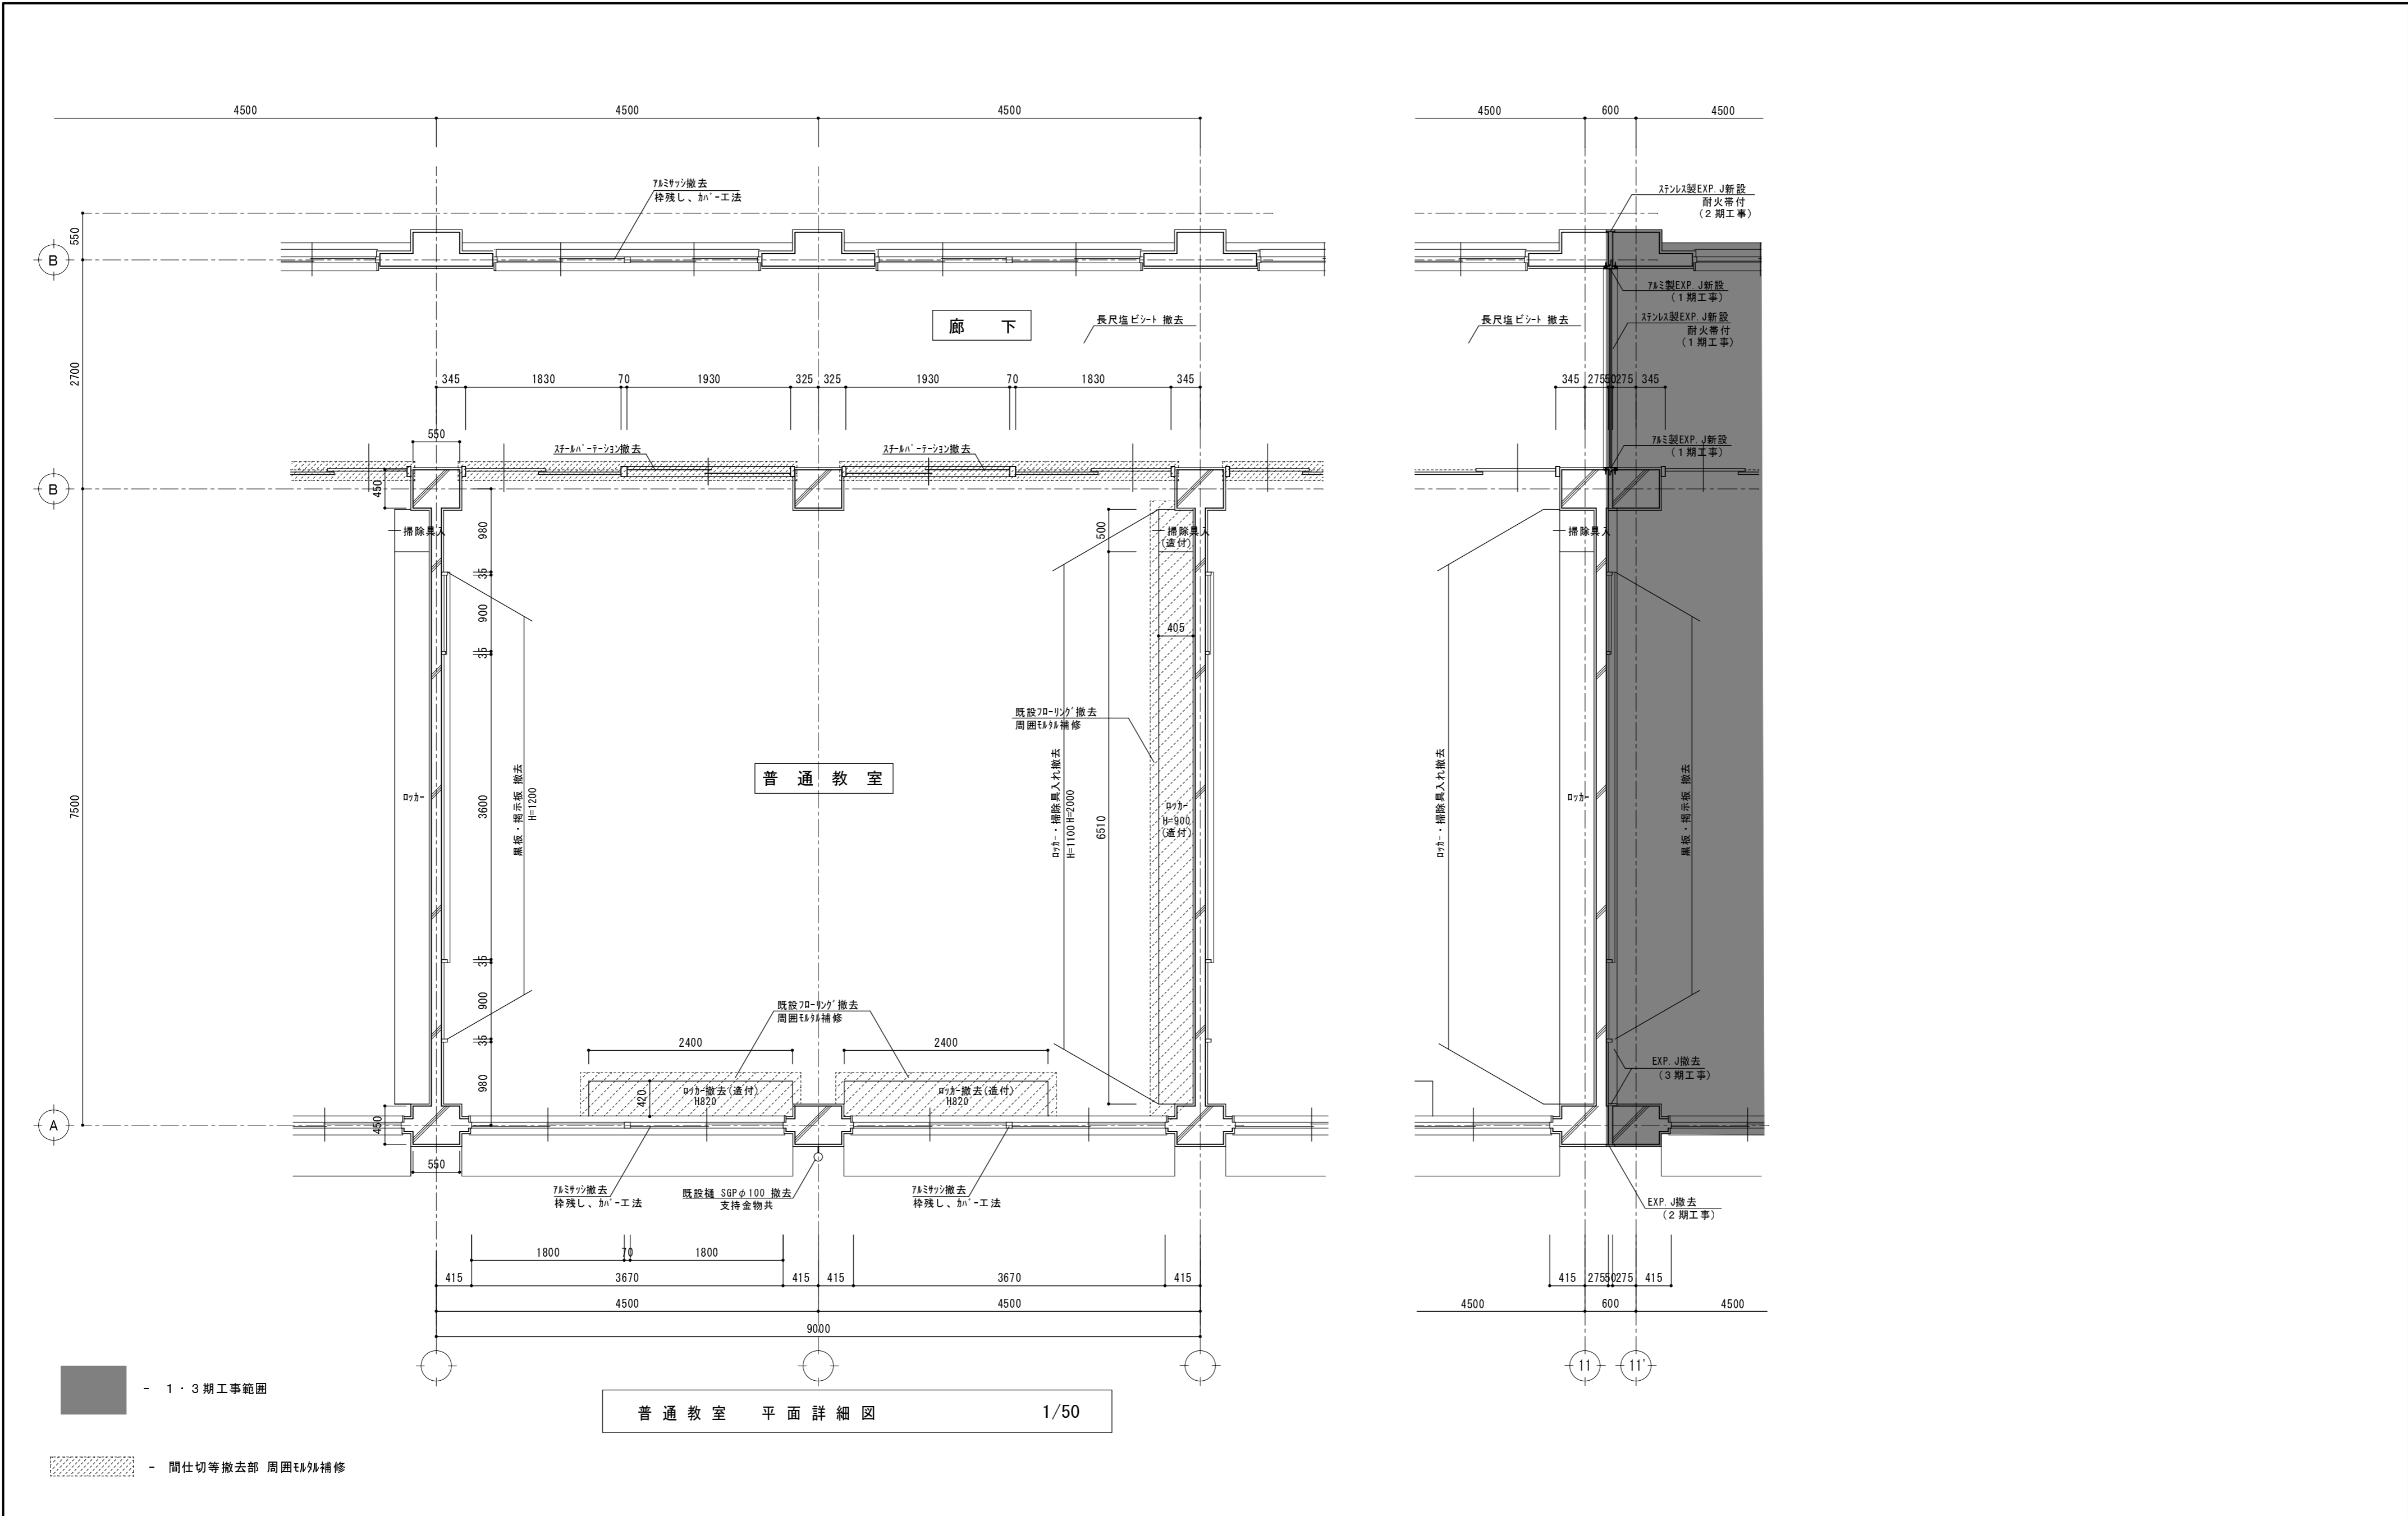 4500
4500
4500
4500
600
4500
アルミサッシ撤去
枠残し、カバー工法
ステンレス製EXP.J新設
耐火帯付
(2期工事)
550
B
アルミ製EXP.J新設
(1期工事)
廊 下
長尺塩ビシート 撤去
長尺塩ビシート 撤去
ステンレス製EXP.J新設
耐火帯付
(1期工事)
2700
345
1830
70
1930
325
325
1930
70
1830
345
345
275
50
275
345
550
スチールパーテーション撤去
スチールパーテーション撤去
アルミ製EXP.J新設
(1期工事)
B
450
掃除具入
980
500
掃除具入
(造付)
掃除具入
35
900
35
405
既設フローリング撤去
周囲モルタル補修
普 通 教 室
7500
ロッカー
3600
黒板・掲示板 撤去
H=1200
ロッカー・掃除具入れ撤去
H=1100 H=2000
6510
ロッカー
H=900
(造付)
ロッカー・掃除具入れ撤去
ロッカー
黒板・掲示板 撤去
35
900
35
980
既設フローリング撤去
周囲モルタル補修
2400
2400
420
ロッカー撤去(造付)
H820
ロッカー撤去(造付)
H820
EXP.J撤去
(3期工事)
A
450
550
アルミサッシ撤去
枠残し、カバー工法
既設樋 SGPφ100 撤去
支持金物共
アルミサッシ撤去
枠残し、カバー工法
EXP.J撤去
(2期工事)
1800
70
1800
415
3670
415
415
3670
415
415
275
50
275
415
4500
4500
4500
600
4500
9000
11
11'
- 1・3期工事範囲
普通教室 平面詳細図 1/50
- 間仕切等撤去部 周囲モルタル補修